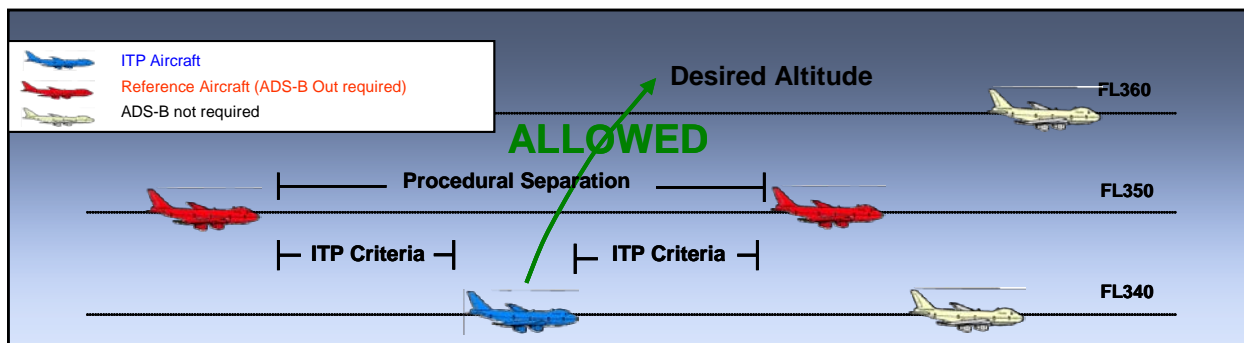 ITP Aircraft
Reference Aircraft (ADS-B Out required)
ADS-B not required
Desired Altitude
FL360
ALLOWED
Procedural Separation
FL350
ITP Criteria
ITP Criteria
FL340